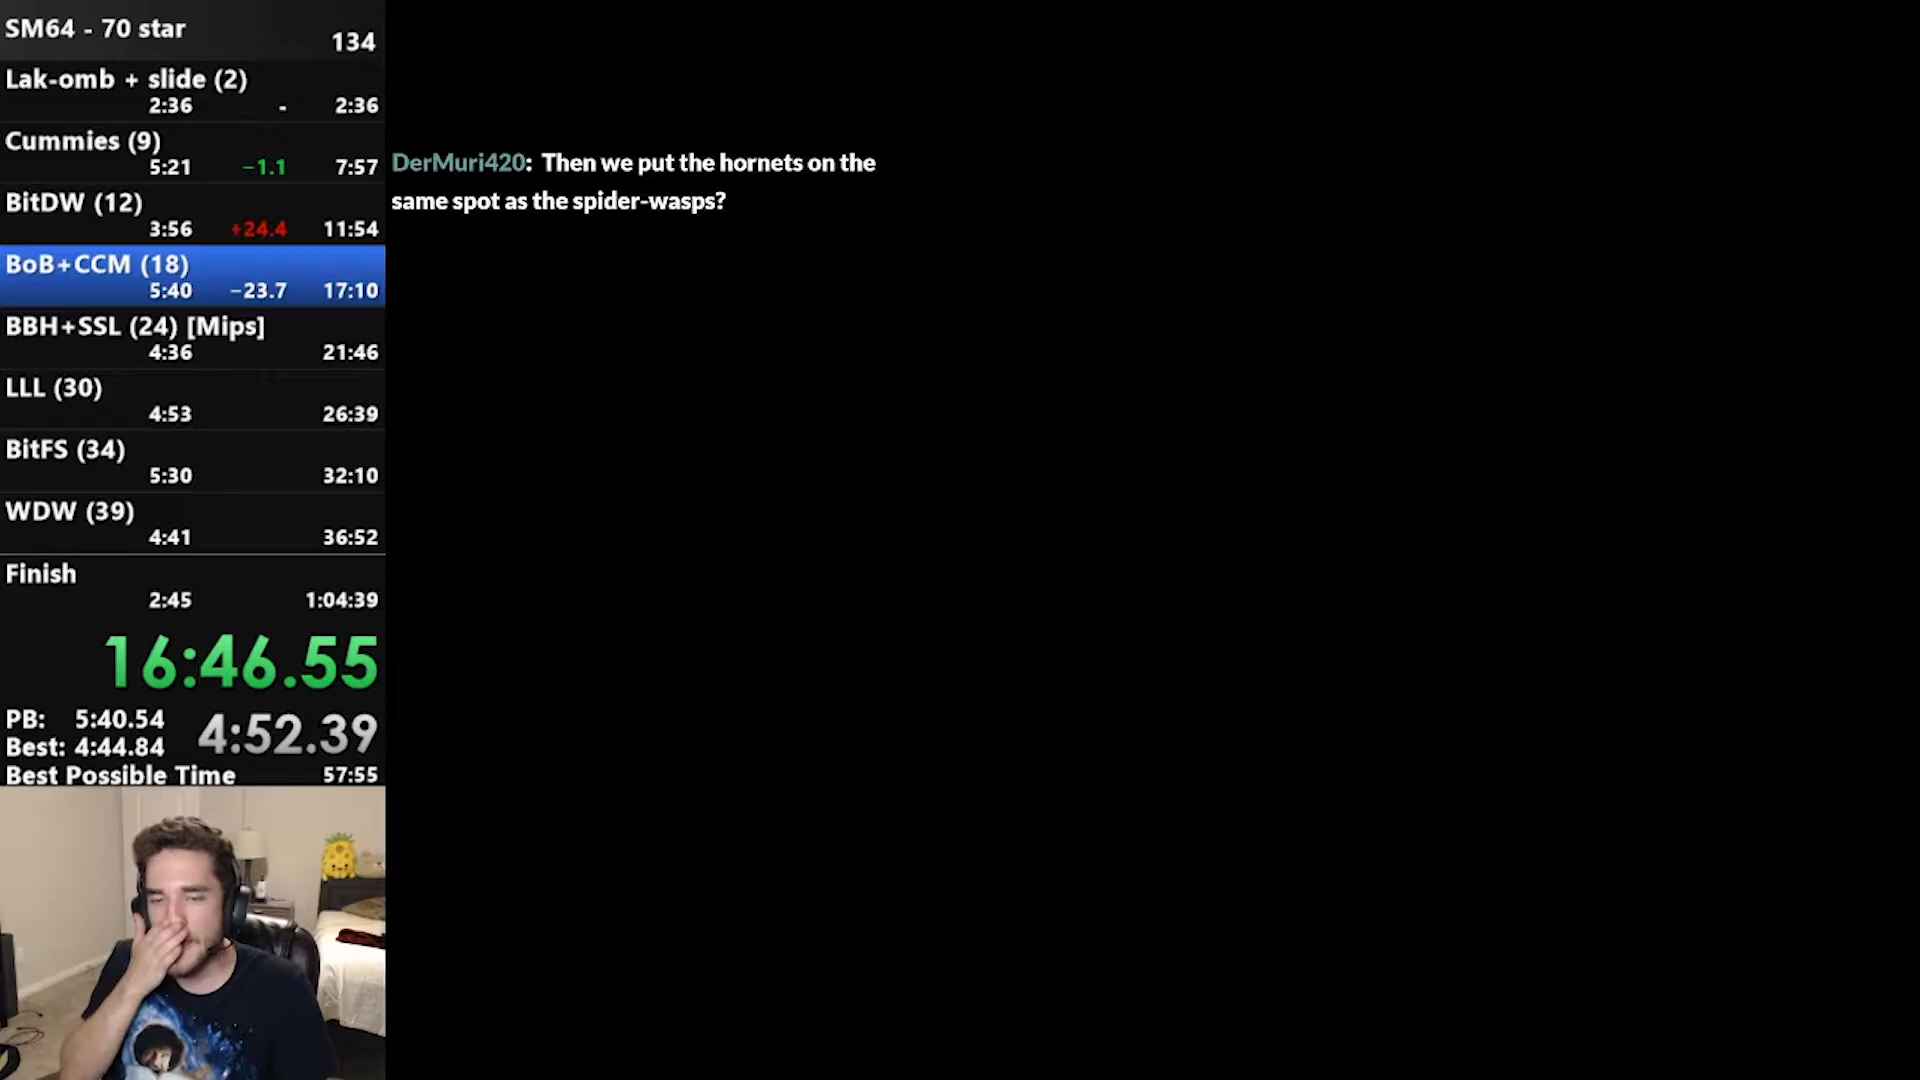 SM64 - 70 star
134
Lak-omb + slide (2)
2:36 - 2:36
Cummies (9)
5:21 −1.1 7:57
BitDW (12)
3:56 +24.4 11:54
BoB+CCM (18)
5:40 −23.7 17:10
BBH+SSL (24) [Mips]
4:36 21:46
LLL (30)
4:53 26:39
BitFS (34)
5:30 32:10
WDW (39)
4:41 36:52
Finish
2:45 1:04:39
16:46.55
PB: 5:40.54
Best: 4:44.84
4:52.39
Best Possible Time 57:55
DerMuri420: Then we put the hornets on the
same spot as the spider-wasps?